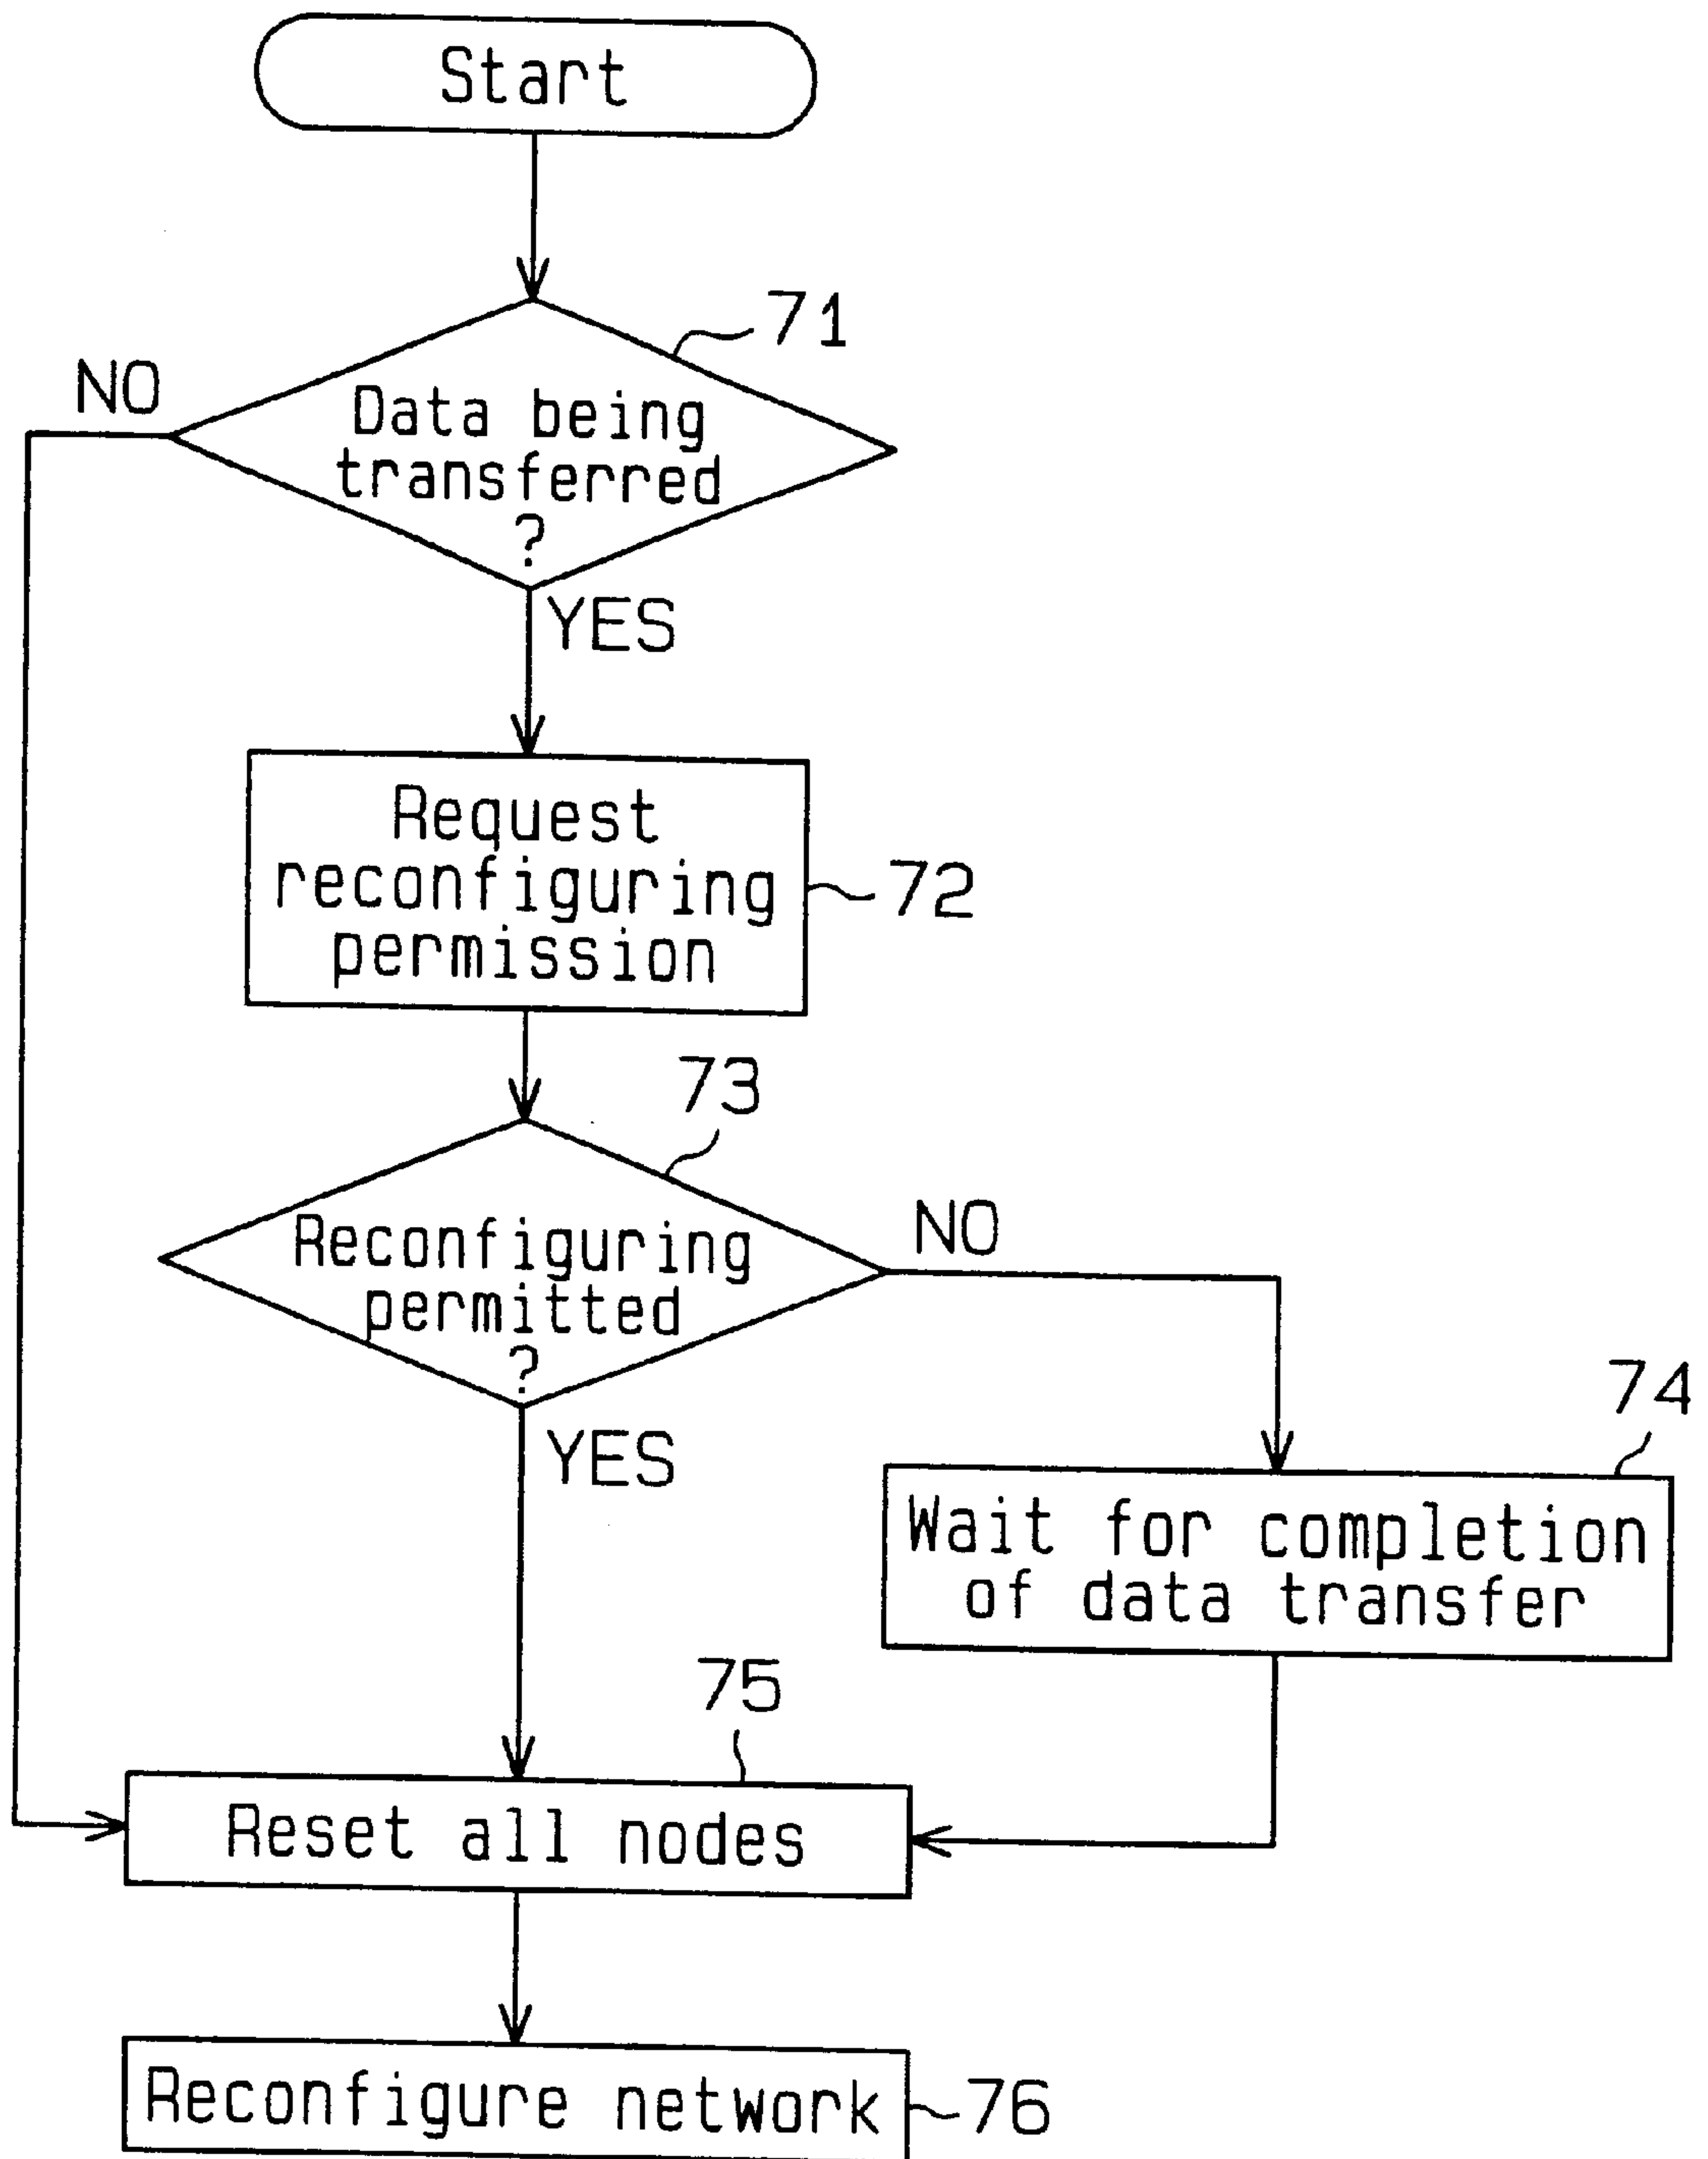 Start
71
NO
Data being
transferred
?
YES
Request
reconfiguring
permission
72
73
Reconfiguring
permitted
?
NO
YES
74
Wait for completion
of data transfer
75
Reset all nodes
Reconfigure network
76